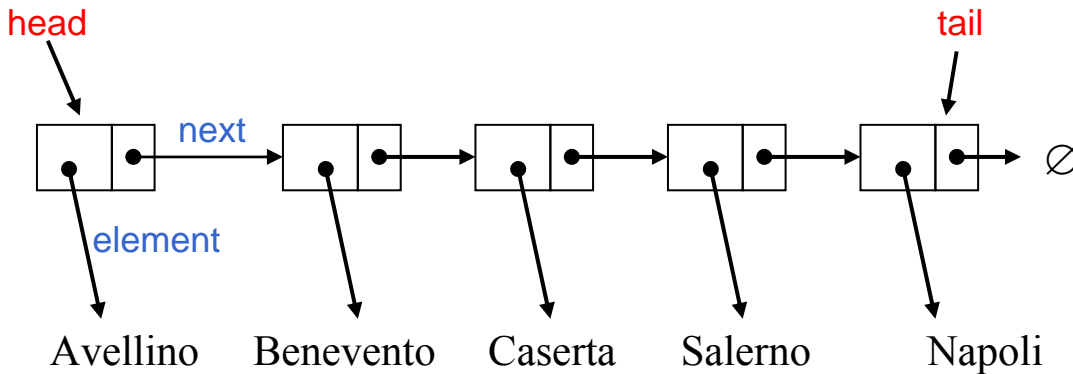 head tail
next
∅
element
Avellino Benevento Caserta Salerno Napoli